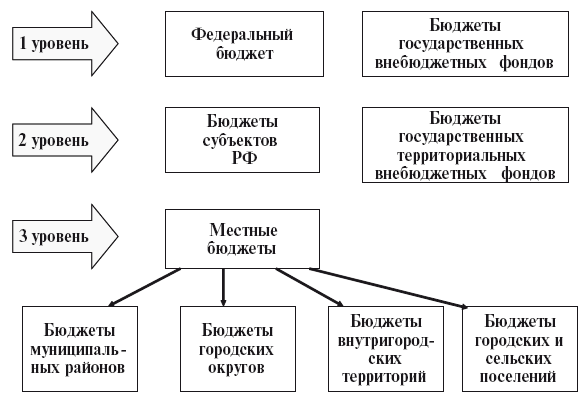 1 уровень
Федеральный
бюджет
Бюджеты
государственных
внебюджетных фондов
2 уровень
Бюджеты
субъектов
РФ
Бюджеты
государственных
территориальных
внебюджетных фондов
3 уровень
Местные
бюджеты
Бюджеты
муниципаль-
ных районов
Бюджеты
городских
округов
Бюджеты
внутригород-
ских
территорий
Бюджеты
городских и
сельских
поселений